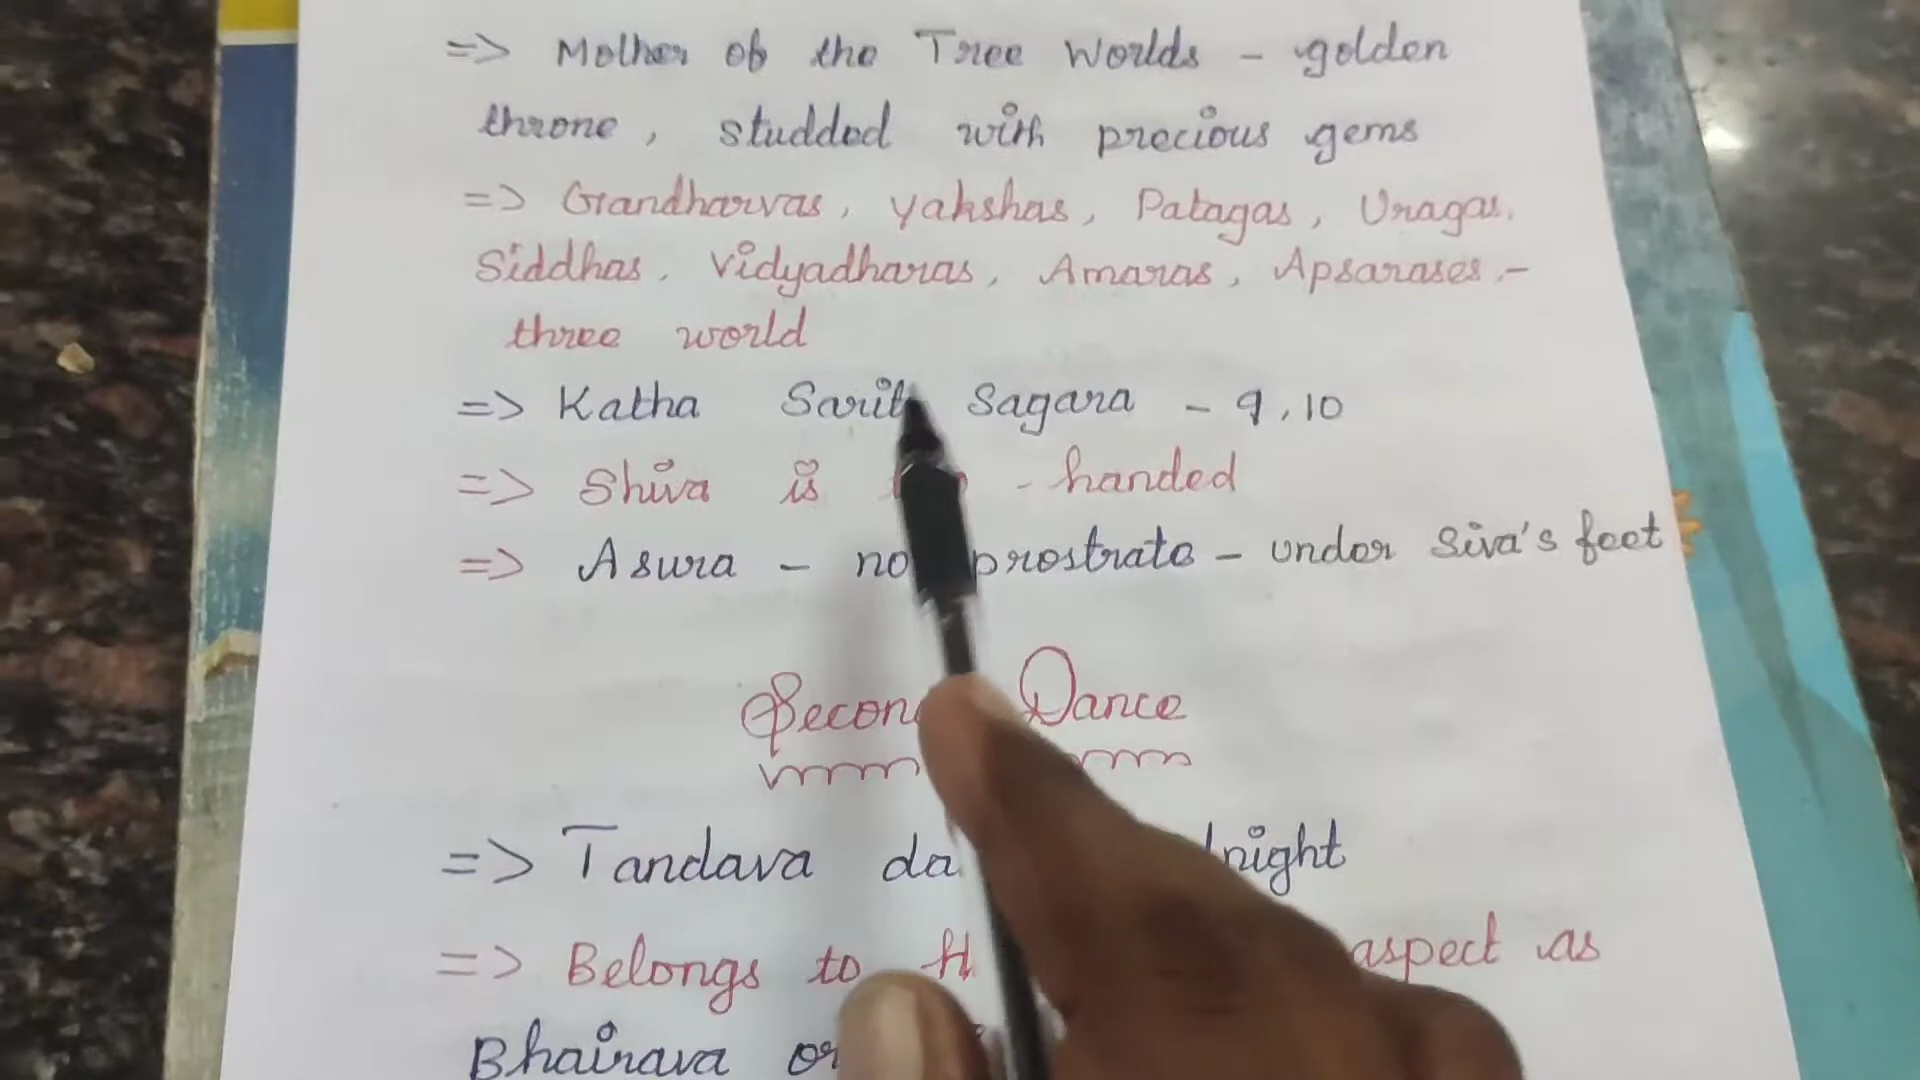 => Mother of the Tree Worlds - golden
throne, studded with precious gems
=> Gandharvas, Yakshas, Patagas, Uragas,
Siddhas, Vidyadharas, Amaras, Apsarases -
three world
=> Katha Sarit Sagara - 9,10
=> Shiva is - handed
=> Asura - prostrate - under Siva's feet
Dance
=> Tandava
=> Belongs to aspect as
Bhairava or